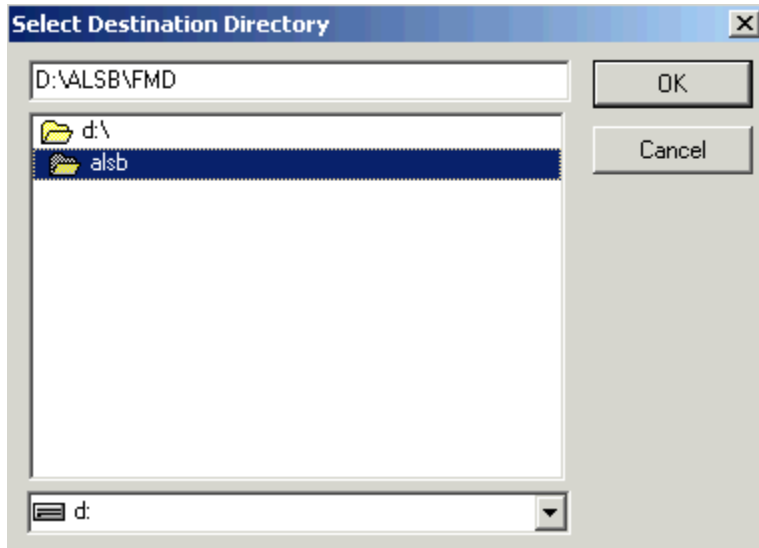 Select Destination Directory
D:\ALSB\FMD
OK
d:\
alsb
Cancel
d: